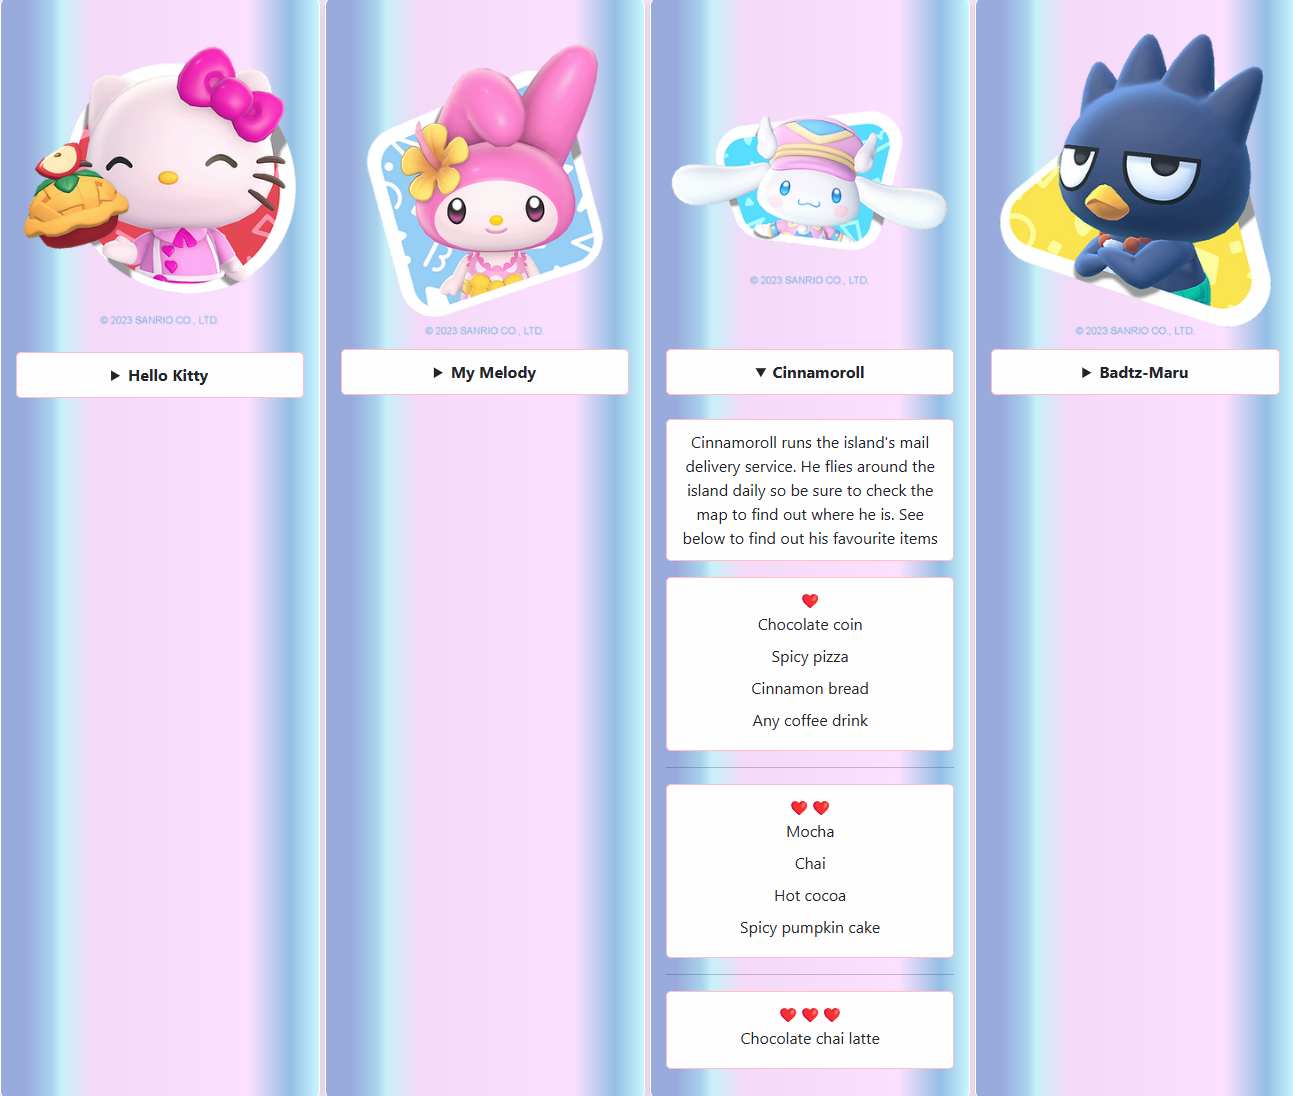 © 2023 SANRIO CO., LTD.
▶ Hello Kitty
© 2023 SANRIO CO., LTD.
▶ My Melody
© 2023 SANRIO CO., LTD.
▼ Cinnamoroll
Cinnamoroll runs the island's mail
delivery service. He flies around the
island daily so be sure to check the
map to find out where he is. See
below to find out his favourite items
❤️
Chocolate coin
Spicy pizza
Cinnamon bread
Any coffee drink
❤️ ❤️
Mocha
Chai
Hot cocoa
Spicy pumpkin cake
❤️ ❤️ ❤️
Chocolate chai latte
© 2023 SANRIO CO., LTD.
▶ Badtz-Maru